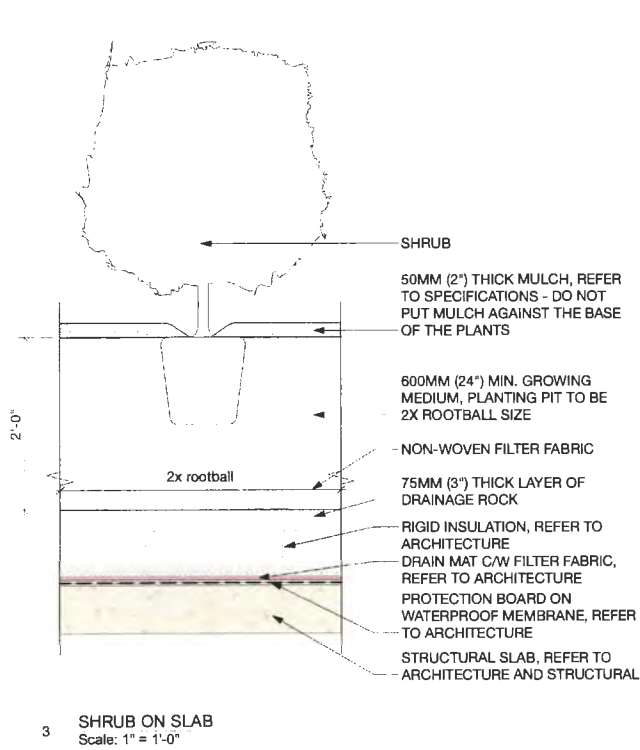 SHRUB
50MM (2") THICK MULCH, REFER
TO SPECIFICATIONS - DO NOT
PUT MULCH AGAINST THE BASE
OF THE PLANTS
600MM (24") MIN. GROWING
MEDIUM, PLANTING PIT TO BE
2X ROOTBALL SIZE
2'-0"
NON-WOVEN FILTER FABRIC
2x rootball
75MM (3") THICK LAYER OF
DRAINAGE ROCK
RIGID INSULATION, REFER TO
ARCHITECTURE
DRAIN MAT C/W FILTER FABRIC,
REFER TO ARCHITECTURE
PROTECTION BOARD ON
WATERPROOF MEMBRANE, REFER
TO ARCHITECTURE
STRUCTURAL SLAB, REFER TO
ARCHITECTURE AND STRUCTURAL
3 SHRUB ON SLAB
Scale: 1" = 1'-0"